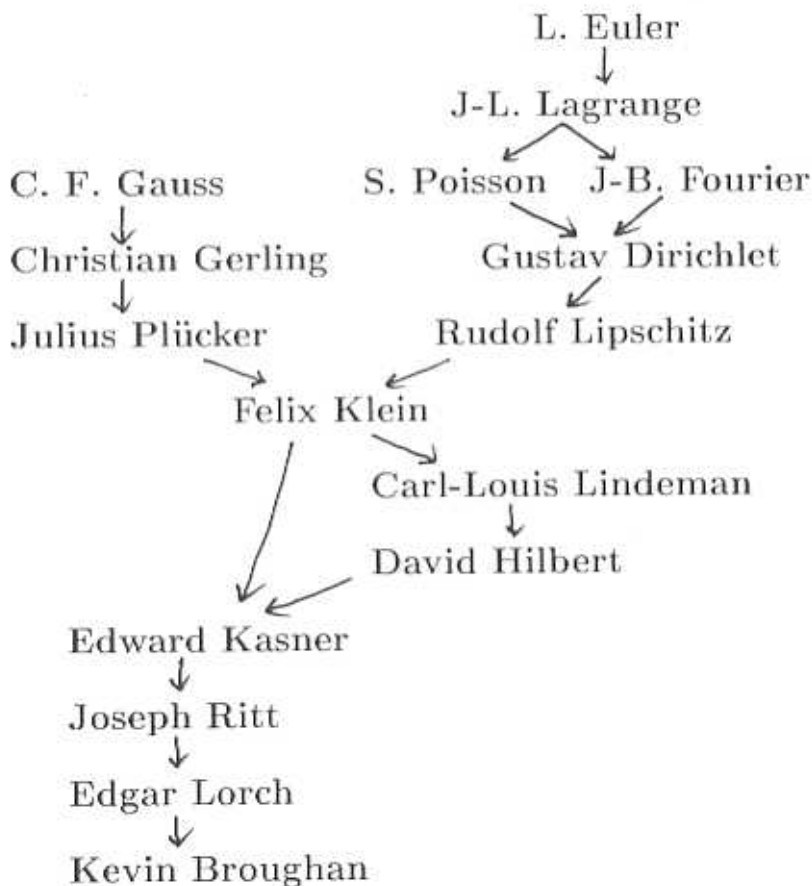 L. Euler
J-L. Lagrange
C. F. Gauss
S. Poisson
J-B. Fourier
Christian Gerling
Gustav Dirichlet
Julius Plücker
Rudolf Lipschitz
Felix Klein
Carl-Louis Lindeman
David Hilbert
Edward Kasner
Joseph Ritt
Edgar Lorch
Kevin Broughan